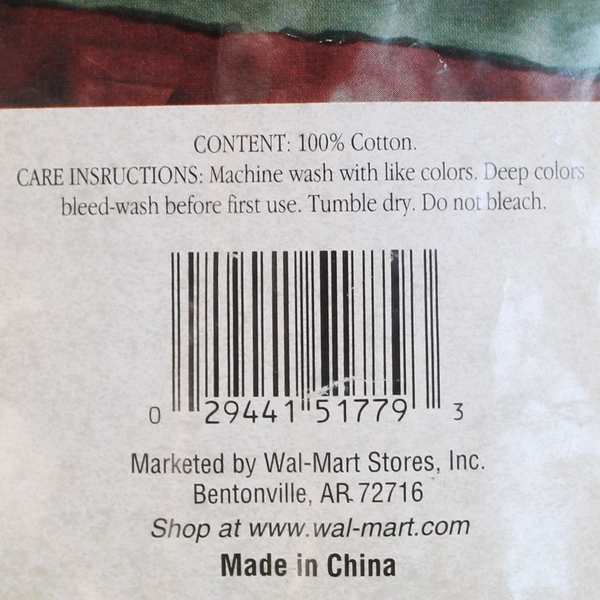 CONTENT: 100% Cotton.
CARE INSRUCTIONS: Machine wash with like colors. Deep colors
bleed-wash before first use. Tumble dry. Do not bleach.
0 29441 51779 3
Marketed by Wal-Mart Stores, Inc.
Bentonville, AR 72716
Shop at www.wal-mart.com
Made in China